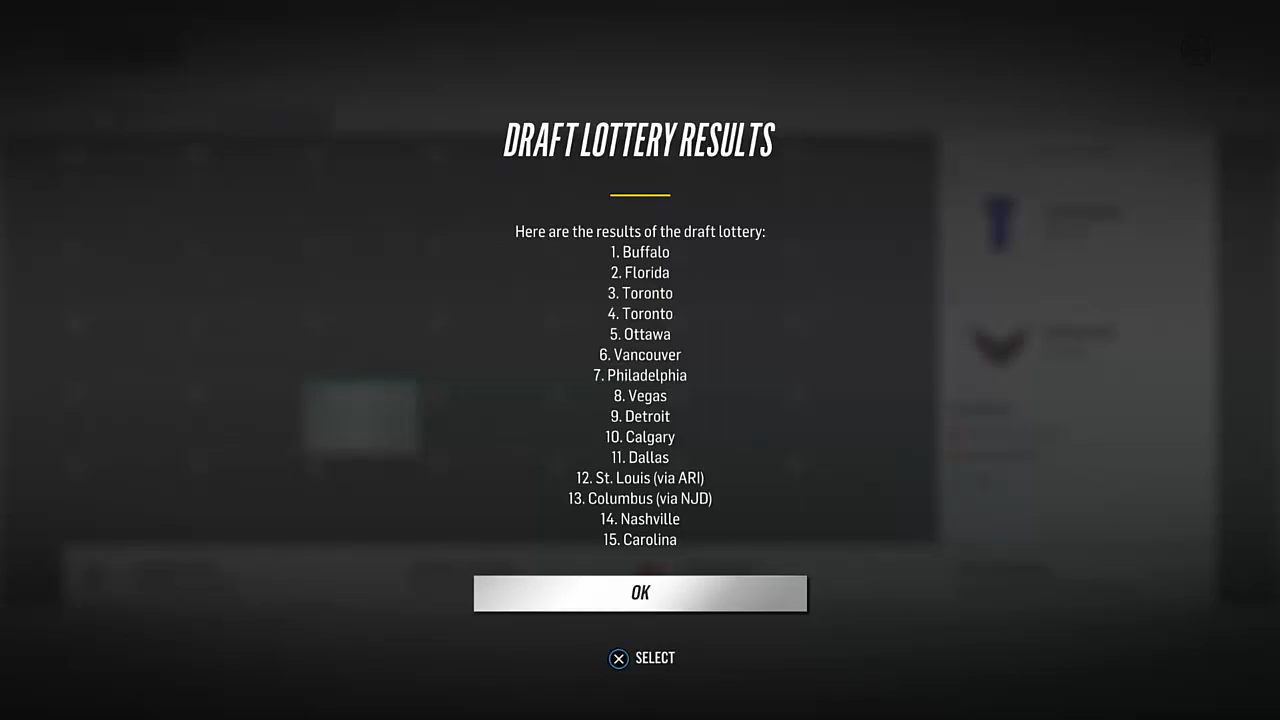 DRAFT LOTTERY RESULTS
Here are the results of the draft lottery:
1. Buffalo
2. Florida
3. Toronto
4. Toronto
5. Ottawa
6. Vancouver
7. Philadelphia
8. Vegas
9. Detroit
10. Calgary
11. Dallas
12. St. Louis (via ARI)
13. Columbus (via NJD)
14. Nashville
15. Carolina
OK
SELECT